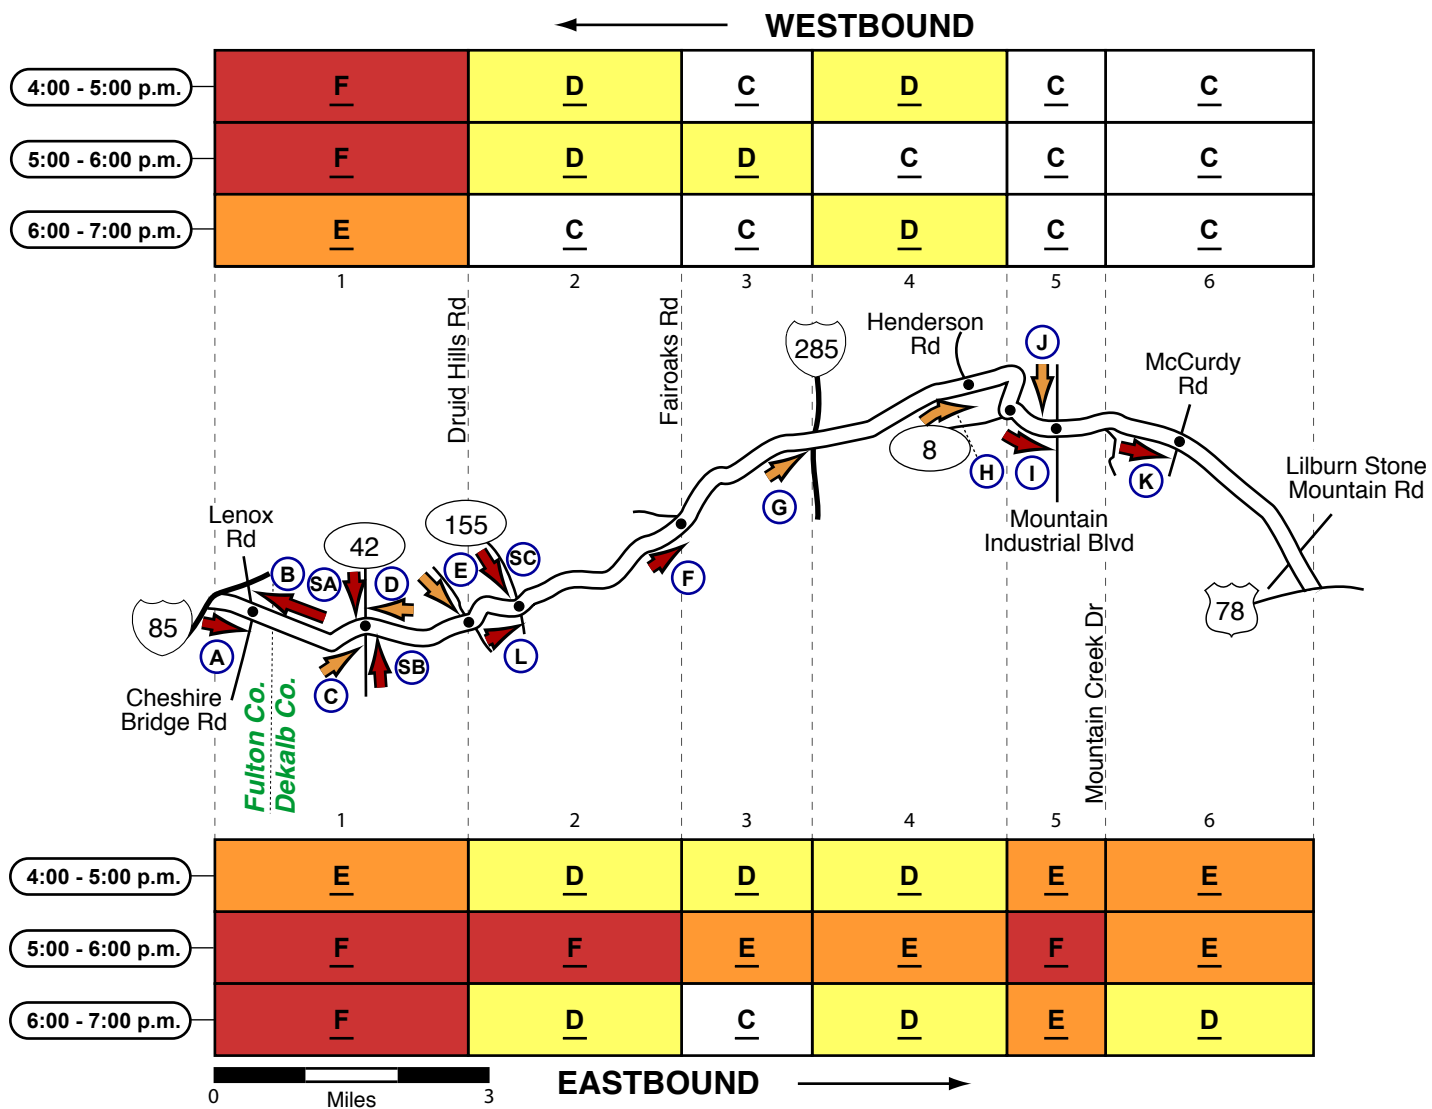 WESTBOUND
4:00 - 5:00 p.m. F D C D C C
5:00 - 6:00 p.m. F D D C C C
6:00 - 7:00 p.m. E C C D C C
1 2 3 4 5 6
Druid Hills Rd
Fairoaks Rd
285
Henderson
Rd
J
McCurdy
Rd
8
H
I
K
G
Lilburn Stone
Mountain Rd
Mountain
Industrial Blvd
Lenox
Rd
42
155
SC
B
SA
D
E
F
85
A
C
SB
L
78
Cheshire
Bridge Rd
Fulton Co.
Dekalb Co.
Mountain Creek Dr
1 2 3 4 5 6
4:00 - 5:00 p.m. E D D D E E
5:00 - 6:00 p.m. F F E E F E
6:00 - 7:00 p.m. F D C D E D
0 Miles 3
EASTBOUND